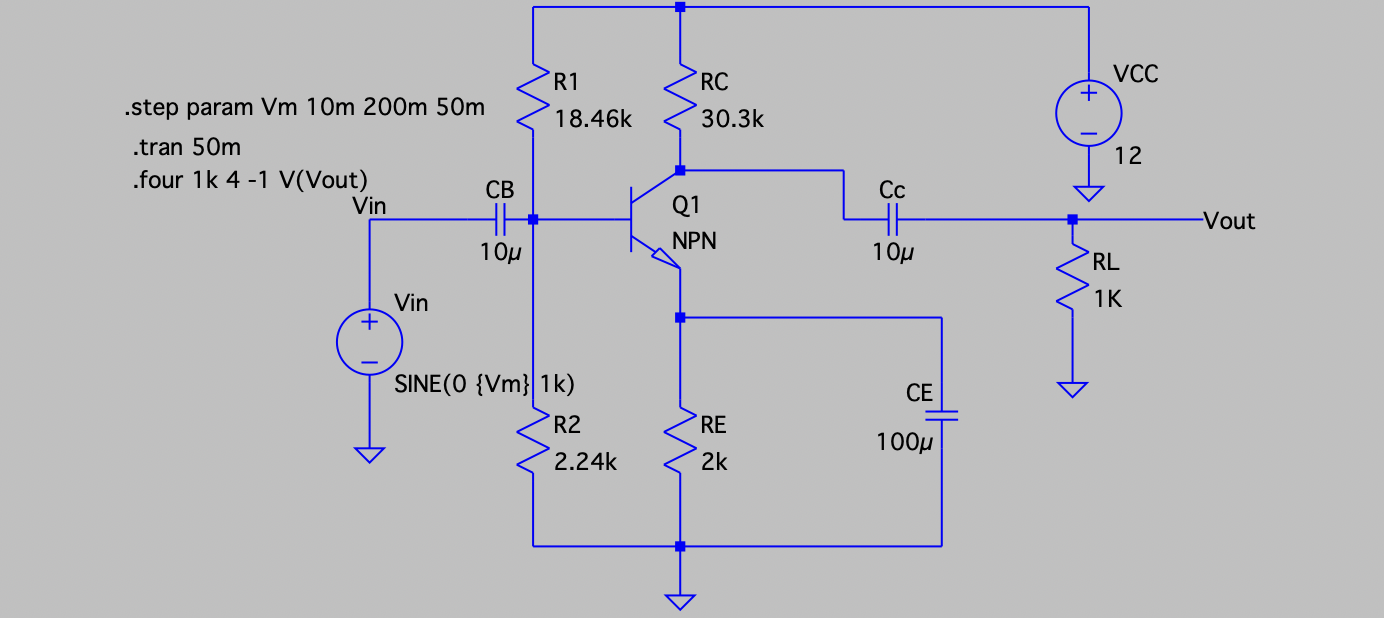 R1
RC
VCC
.step param Vm 10m 200m 50m
18.46k
30.3k
.tran 50m
12
.four 1k 4 -1 V(Vout)
Vin
CB
Q1
Cc
Vout
NPN
10µ
10µ
RL
1K
Vin
SINE(0 {Vm} 1k)
CE
R2
RE
100µ
2.24k
2k